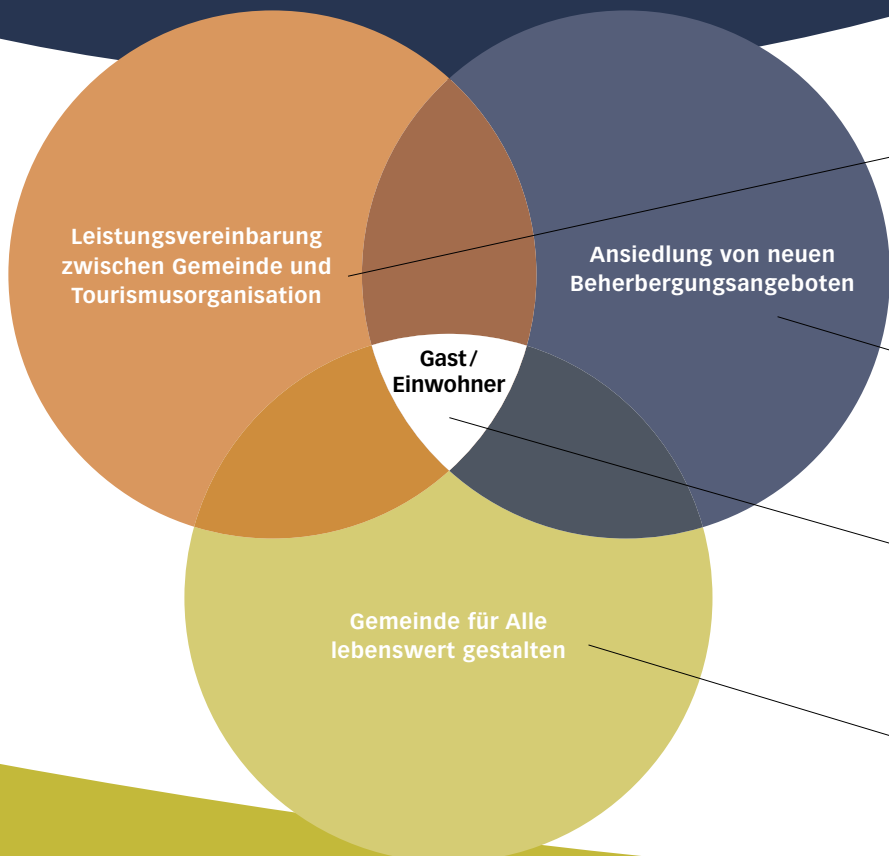 Leistungsvereinbarung
zwischen Gemeinde und
Tourismusorganisation
Ansiedlung von neuen
Beherbergungsangeboten
Gast/
Einwohner
Gemeinde für Alle
lebenswert gestalten